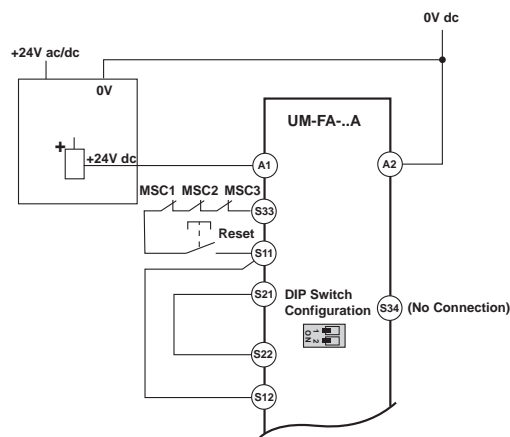 0V dc
+24V ac/dc
0V
UM-FA-..A
+
+24V dc
A1
A2
MSC1 MSC2 MSC3
S33
Reset
S11
S21
DIP Switch
Configuration
S34 (No Connection)
1 2
ON
S22
S12